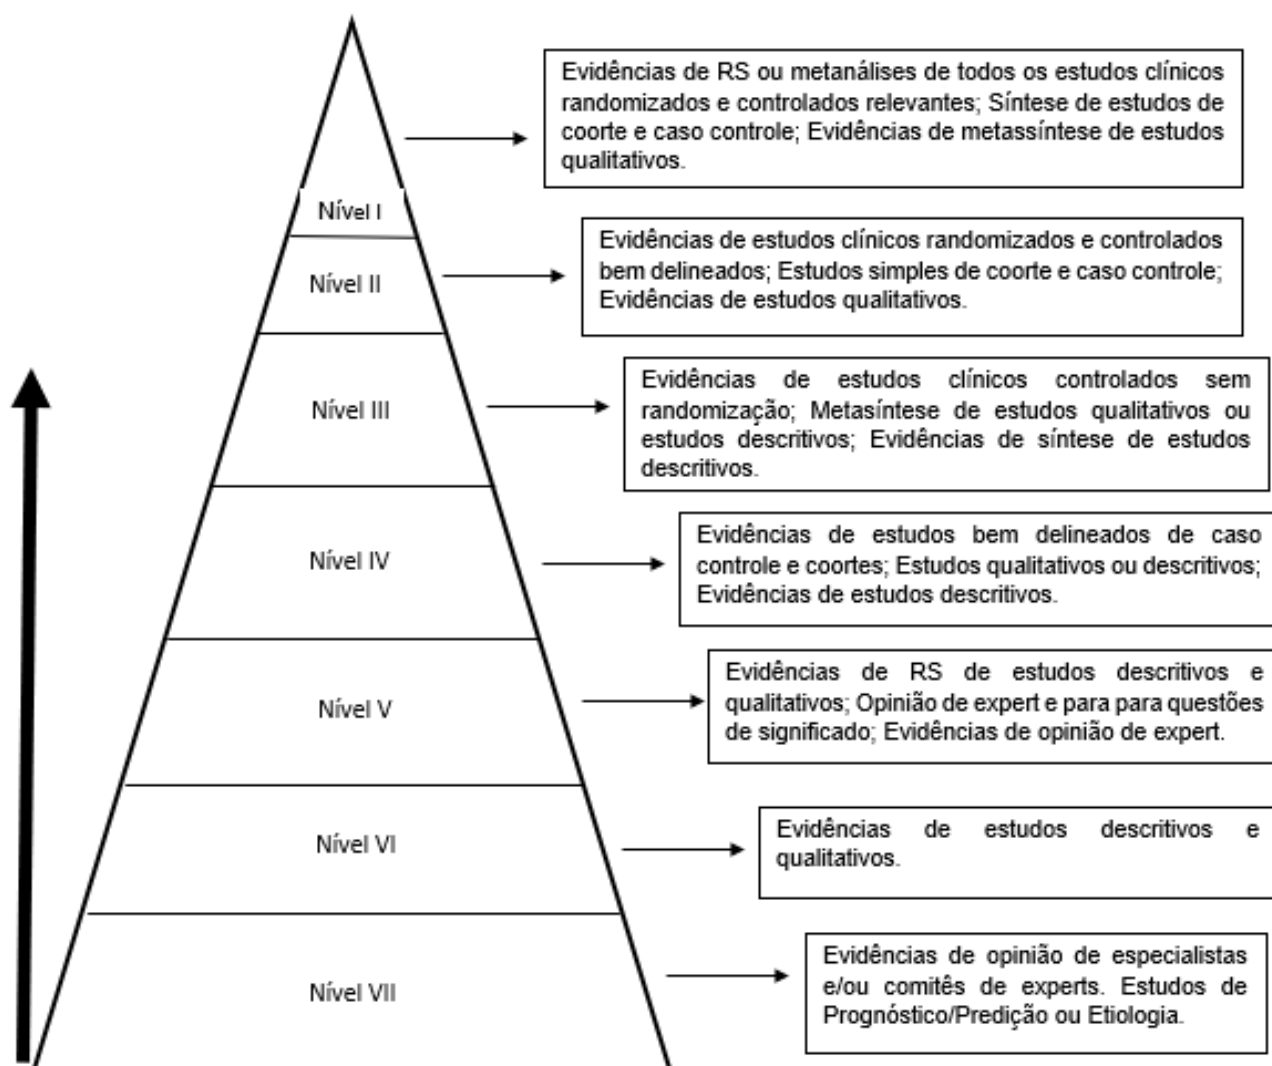 Evidências de RS ou metanálises de todos os estudos clínicos
randomizados e controlados relevantes; Síntese de estudos de
coorte e caso controle; Evidências de metassíntese de estudos
qualitativos.
Nível I
Evidências de estudos clínicos randomizados e controlados
bem delineados; Estudos simples de coorte e caso controle;
Evidências de estudos qualitativos.
Nível II
Evidências de estudos clínicos controlados sem
randomização; Metasíntese de estudos qualitativos ou
estudos descritivos; Evidências de síntese de estudos
descritivos.
Nível III
Evidências de estudos bem delineados de caso
controle e coortes; Estudos qualitativos ou descritivos;
Evidências de estudos descritivos.
Nível IV
Evidências de RS de estudos descritivos e
qualitativos; Opinião de expert e para para questões
de significado; Evidências de opinião de expert.
Nível V
Evidências de estudos descritivos e
qualitativos.
Nível VI
Evidências de opinião de especialistas
e/ou comitês de experts. Estudos de
Prognóstico/Predição ou Etiologia.
Nível VII